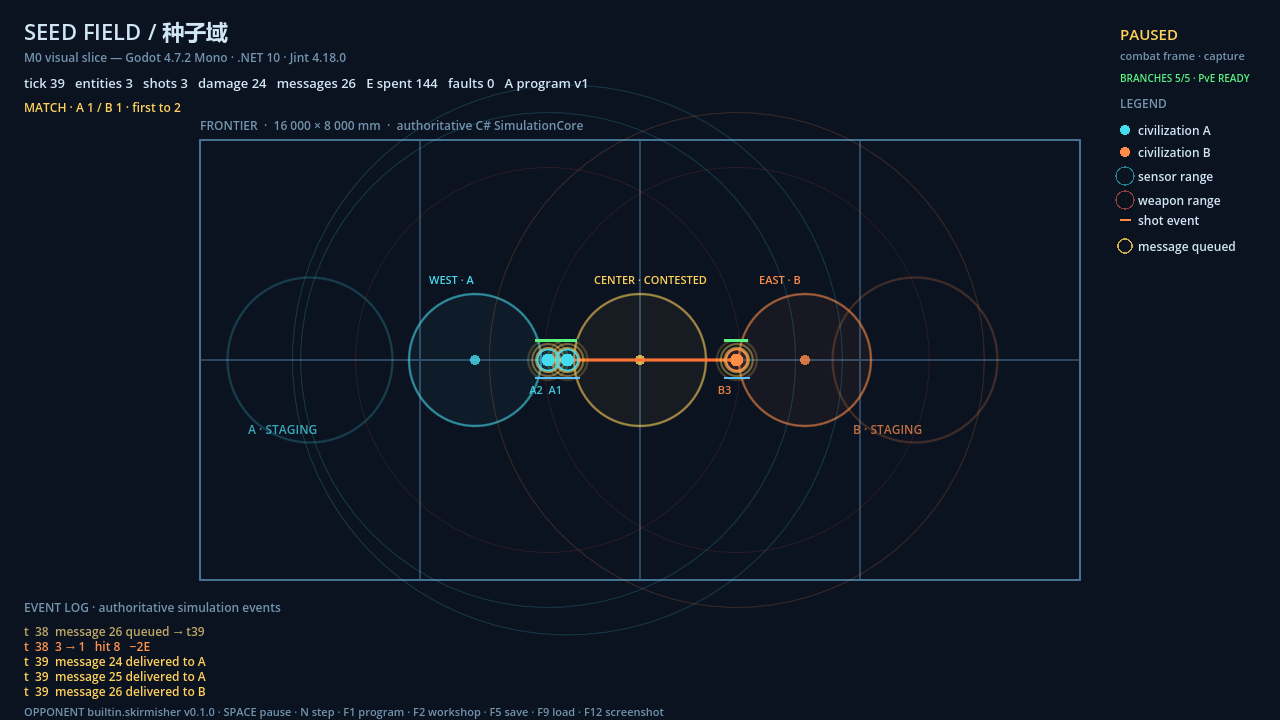 SEED FIELD / 种子域
M0 visual slice — Godot 4.7.2 Mono · .NET 10 · Jint 4.18.0
tick 39 entities 3 shots 3 damage 24 messages 26 E spent 144 faults 0 A program v1
MATCH · A 1 / B 1 · first to 2
FRONTIER · 16 000 × 8 000 mm · authoritative C# SimulationCore
PAUSED
combat frame · capture
BRANCHES 5/5 · PvE READY
LEGEND
civilization A
civilization B
sensor range
weapon range
shot event
message queued
WEST · A
CENTER · CONTESTED
EAST · B
A2 A1
B3
A · STAGING
B · STAGING
EVENT LOG · authoritative simulation events
t 38 message 26 queued → t39
t 38 3 → 1 hit 8 −2E
t 39 message 24 delivered to A
t 39 message 25 delivered to A
t 39 message 26 delivered to B
OPPONENT builtin.skirmisher v0.1.0 · SPACE pause · N step · F1 program · F2 workshop · F5 save · F9 load · F12 screenshot